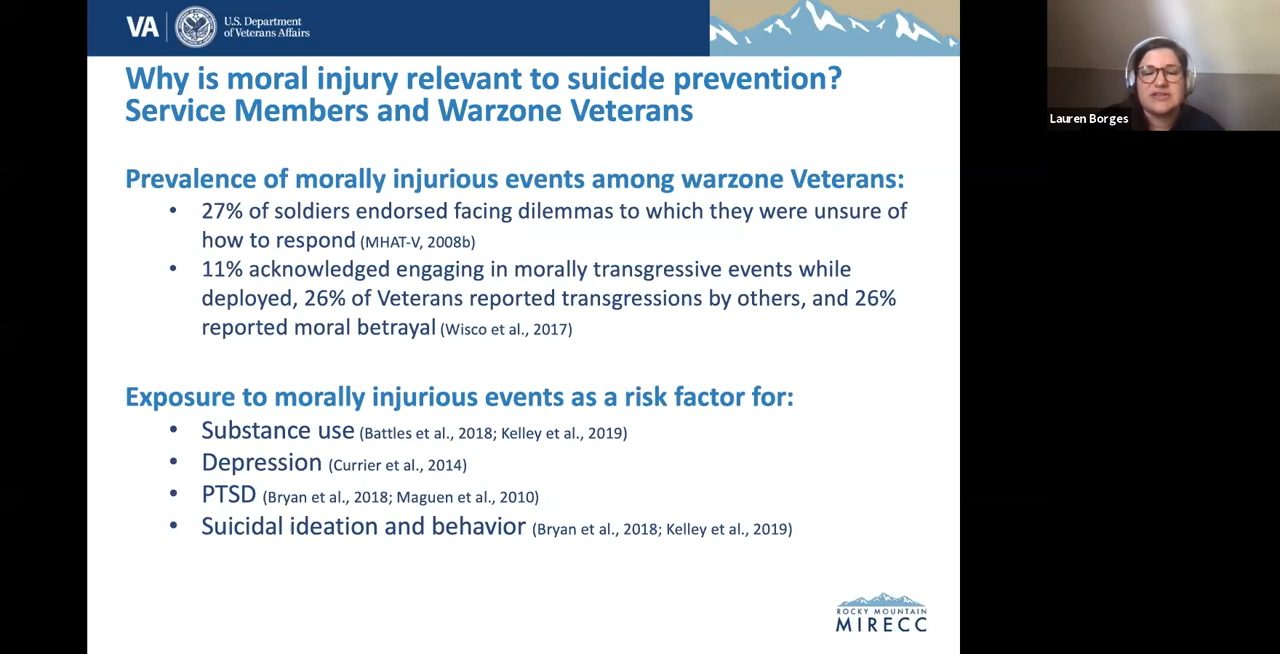 VA
U.S. Department
of Veterans Affairs
Why is moral injury relevant to suicide prevention?
Service Members and Warzone Veterans
Prevalence of morally injurious events among warzone Veterans:
• 27% of soldiers endorsed facing dilemmas to which they were unsure of
how to respond (MHAT-V, 2008b)
• 11% acknowledged engaging in morally transgressive events while
deployed, 26% of Veterans reported transgressions by others, and 26%
reported moral betrayal (Wisco et al., 2017)
Exposure to morally injurious events as a risk factor for:
• Substance use (Battles et al., 2018; Kelley et al., 2019)
• Depression (Currier et al., 2014)
• PTSD (Bryan et al., 2018; Maguen et al., 2010)
• Suicidal ideation and behavior (Bryan et al., 2018; Kelley et al., 2019)
ROCKY MOUNTAIN
MIRECC
Lauren Borges